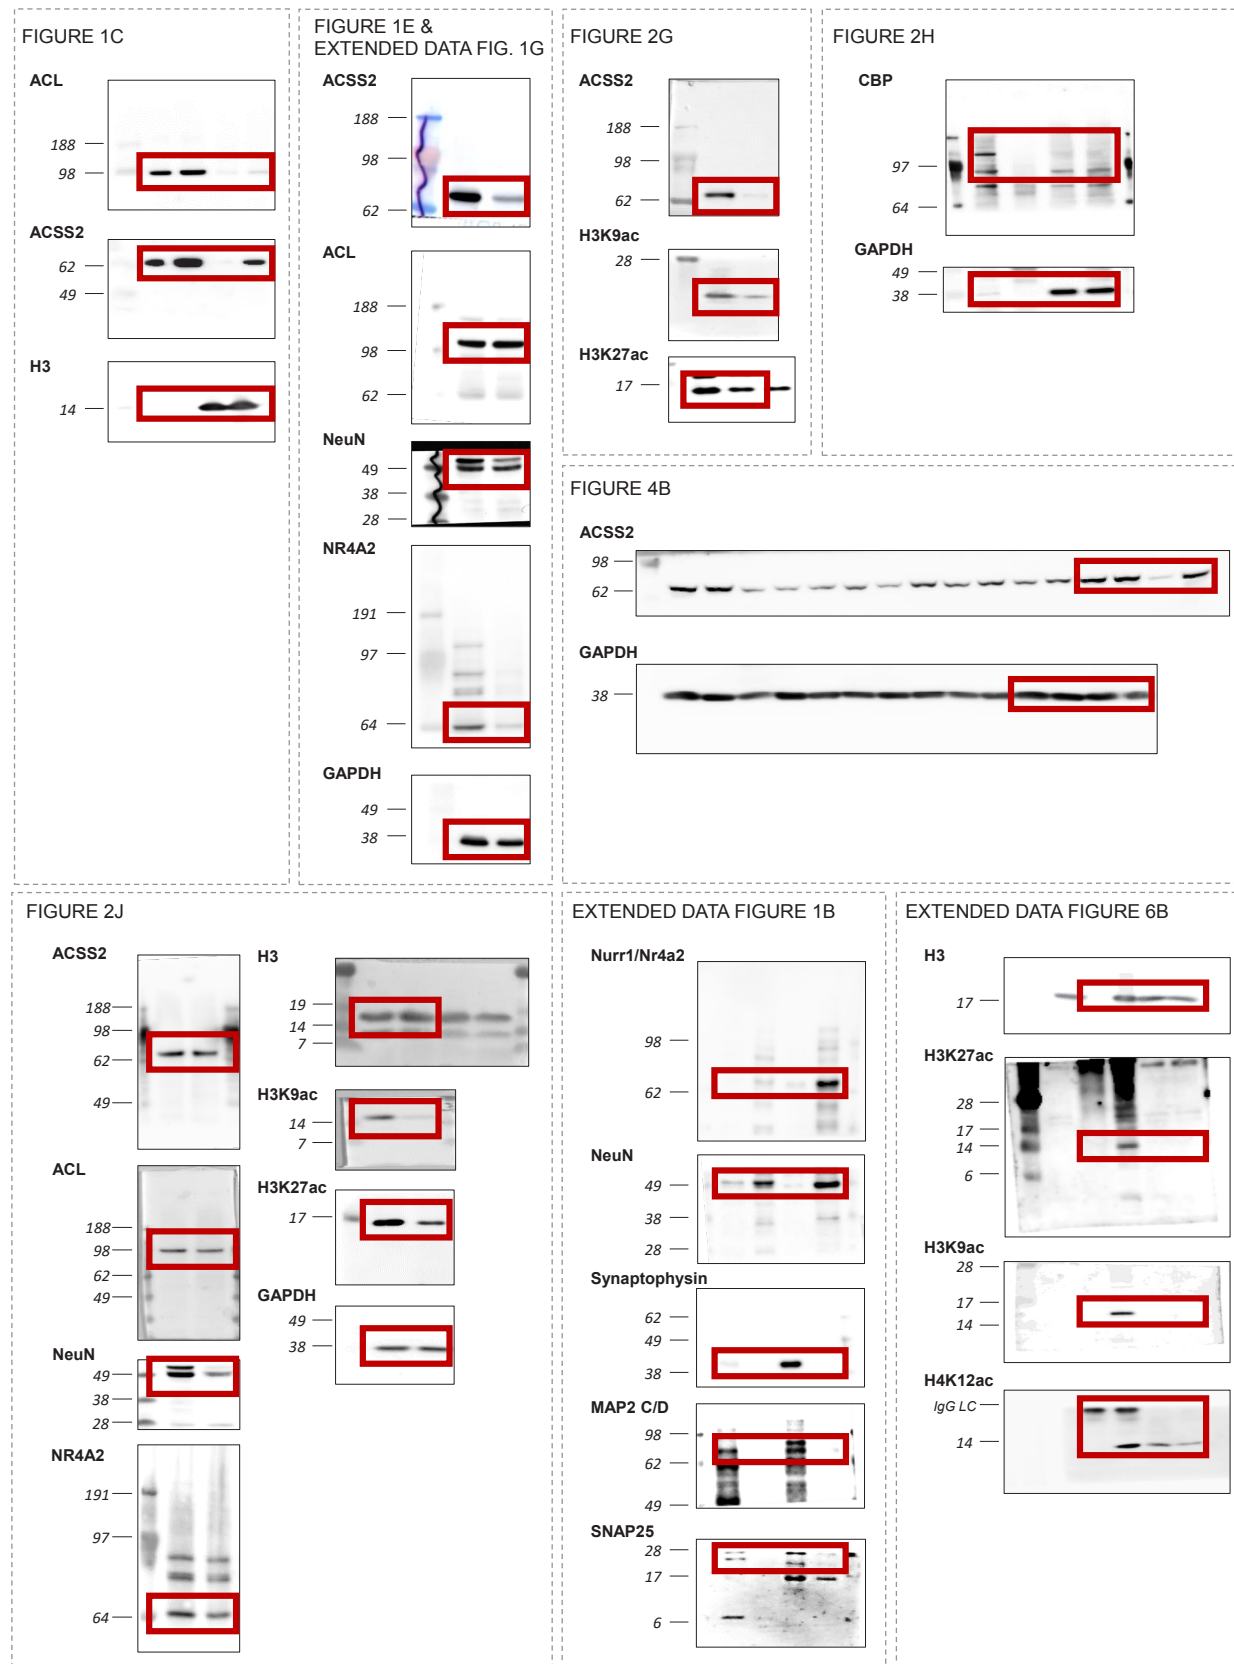 FIGURE 1C
ACL
188
98
ACSS2
62
49
H3
14
FIGURE 1E &
EXTENDED DATA FIG. 1G
ACSS2
188
98
62
ACL
188
98
62
NeuN
49
38
28
NR4A2
191
97
64
GAPDH
49
38
FIGURE 2G
ACSS2
188
98
62
H3K9ac
28
H3K27ac
17
FIGURE 2H
CBP
97
64
GAPDH
49
38
FIGURE 4B
ACSS2
98
62
GAPDH
38
FIGURE 2J
ACSS2
188
98
62
49
ACL
188
98
62
49
NeuN
49
38
28
NR4A2
191
97
64
H3
19
14
7
H3K9ac
14
7
H3K27ac
17
GAPDH
49
38
EXTENDED DATA FIGURE 1B
Nurr1/Nr4a2
98
62
NeuN
49
38
28
Synaptophysin
62
49
38
MAP2 C/D
98
62
49
SNAP25
28
17
6
EXTENDED DATA FIGURE 6B
H3
17
H3K27ac
28
17
14
6
H3K9ac
28
17
14
H4K12ac
IgG LC
14